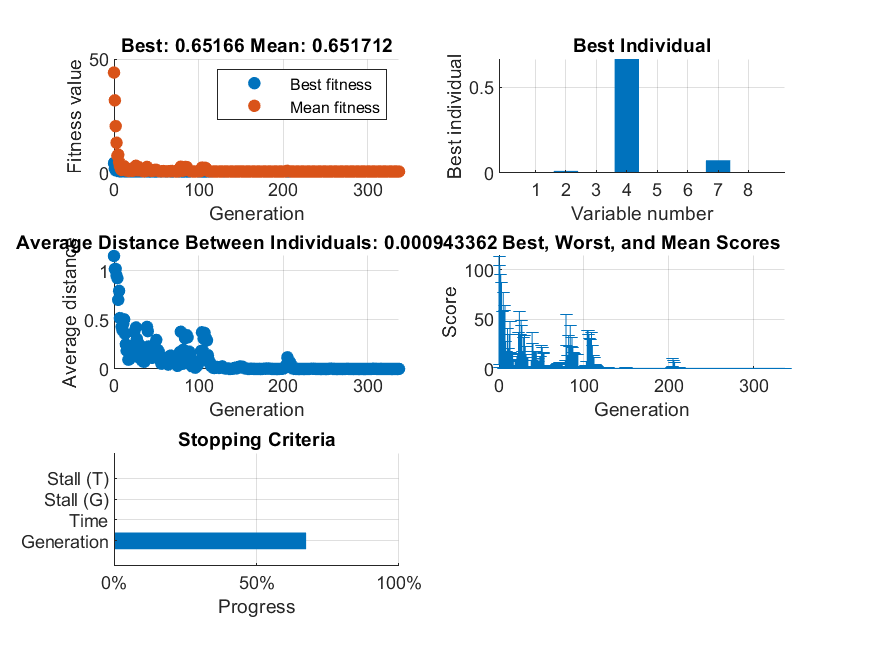 Best: 0.65166 Mean: 0.651712
Fitness value
50
0
Best fitness
Mean fitness
0 100 200 300
Generation
Best Individual
Best individual
0.5
0
1 2 3 4 5 6 7 8
Variable number
Average Distance Between Individuals: 0.000943362
Average distance
1
0.5
0
0 100 200 300
Generation
Best, Worst, and Mean Scores
Score
100
50
0
0 100 200 300
Generation
Stopping Criteria
Stall (T)
Stall (G)
Time
Generation
0% 50% 100%
Progress